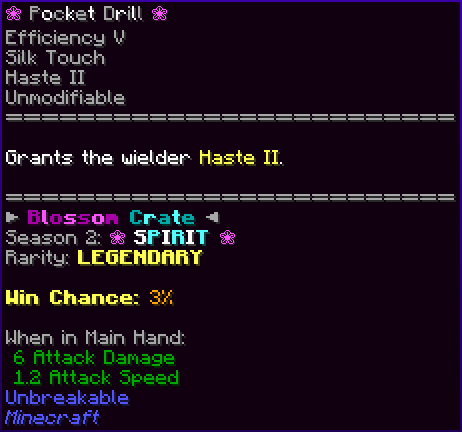 ❀ Pocket Drill ❀
Efficiency V
Silk Touch
Haste II
Unmodifiable
==========================
Grants the wielder Haste II.
==========================
► Blossom Crate ◄
Season 2: ❀ SPIRIT ❀
Rarity: LEGENDARY
Win Chance: 3%
When in Main Hand:
6 Attack Damage
1.2 Attack Speed
Unbreakable
Minecraft